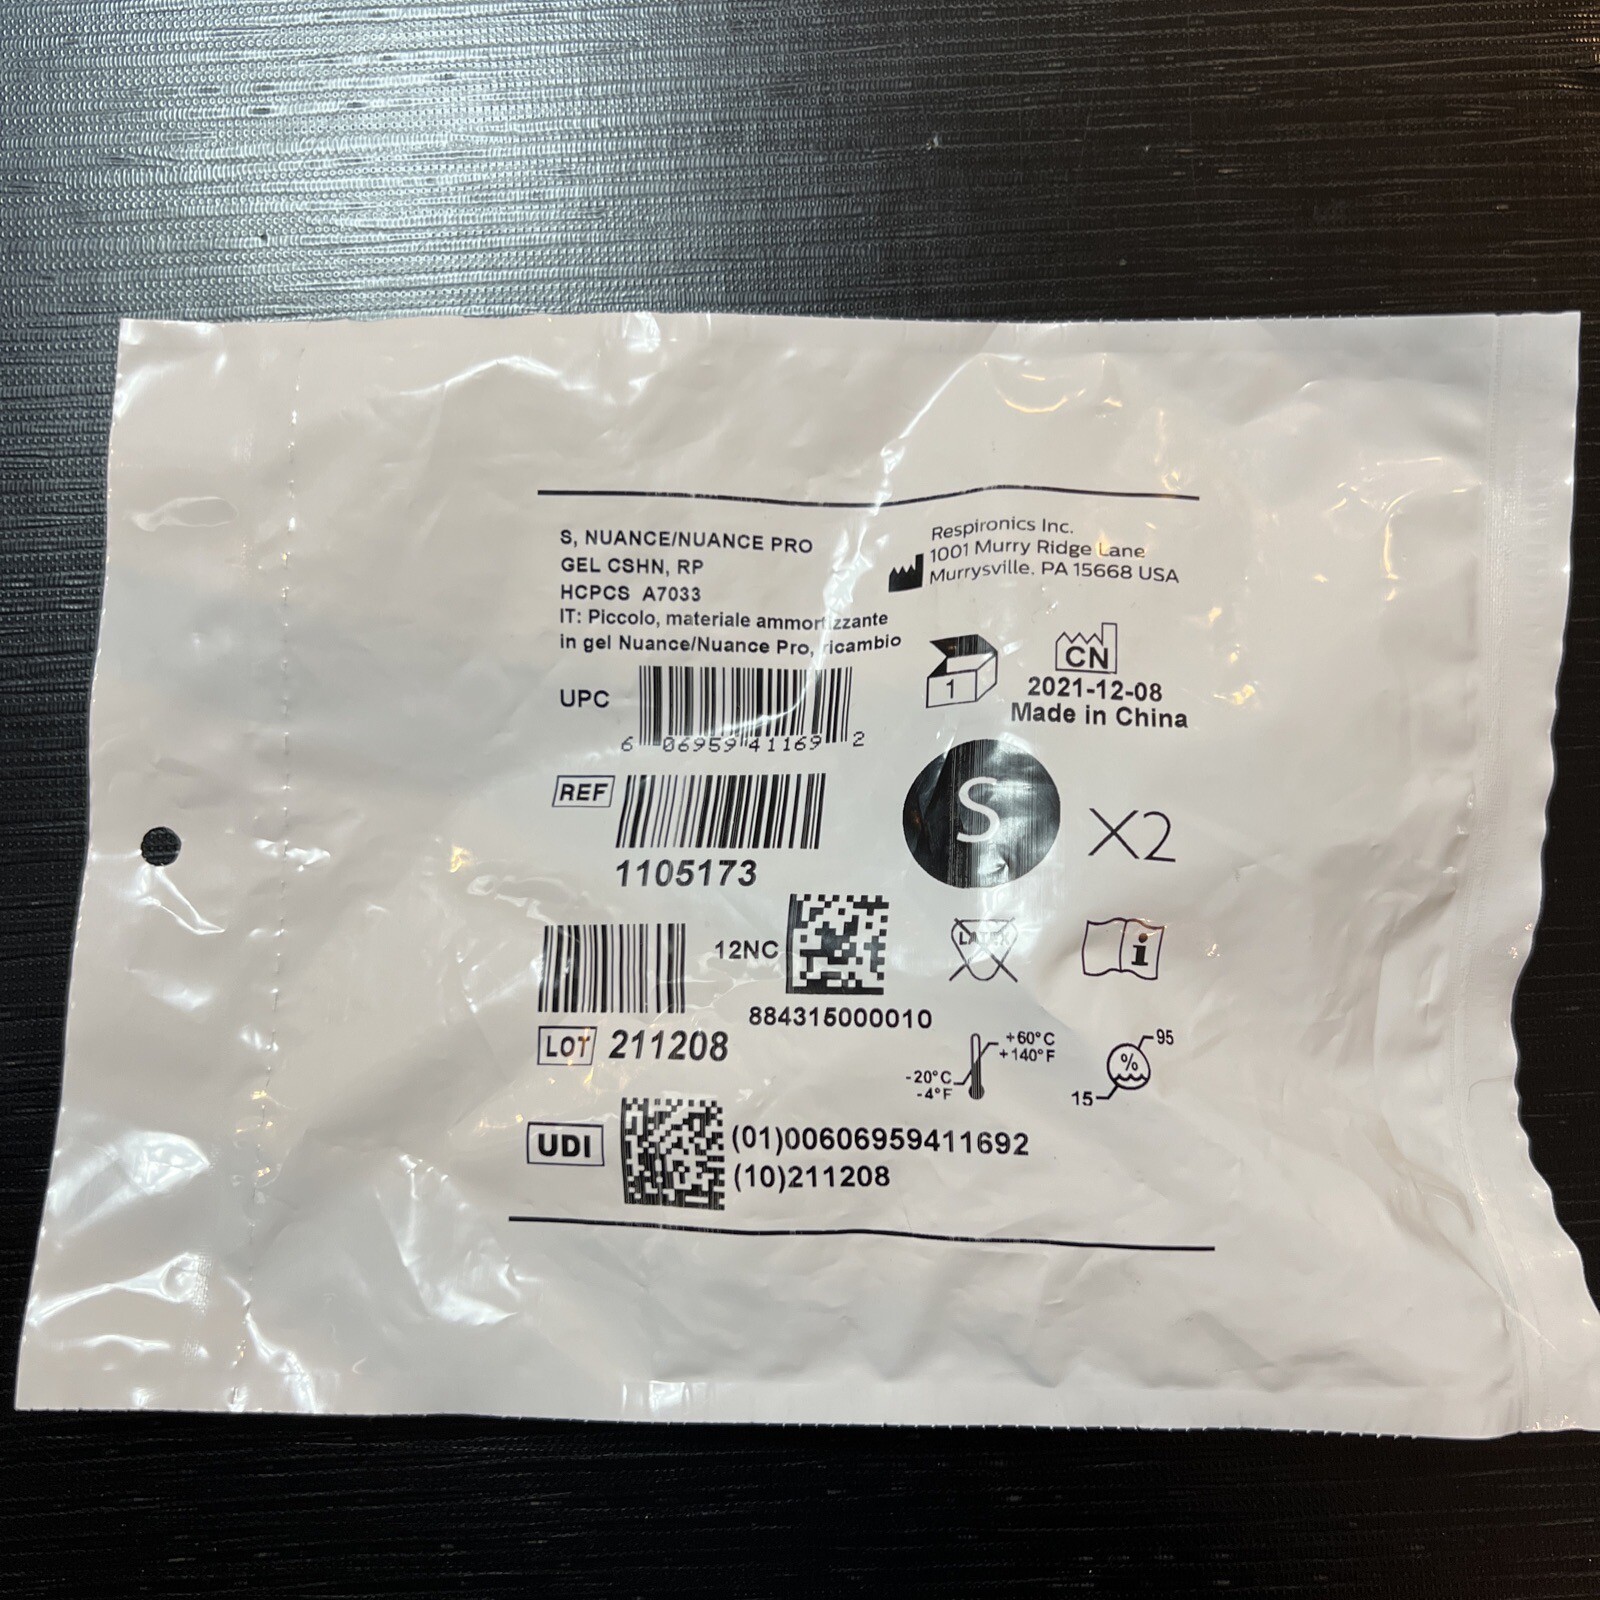 S, NUANCE/NUANCE PRO
GEL CSHN, RP
HCPCS A7033
IT: Piccolo, materiale ammortizzante
in gel Nuance/Nuance Pro, ricambio
Respironics Inc.
1001 Murry Ridge Lane
Murrysville. PA 15668 USA
UPC
6 06959 41169 2
1
CN
2021-12-08
Made in China
REF
1105173
S X2
12NC
884315000010
LATEX
i
LOT 211208
+60°C
+140°F
-20°C
-4°F
95
%
15
UDI
(01)00606959411692
(10)211208